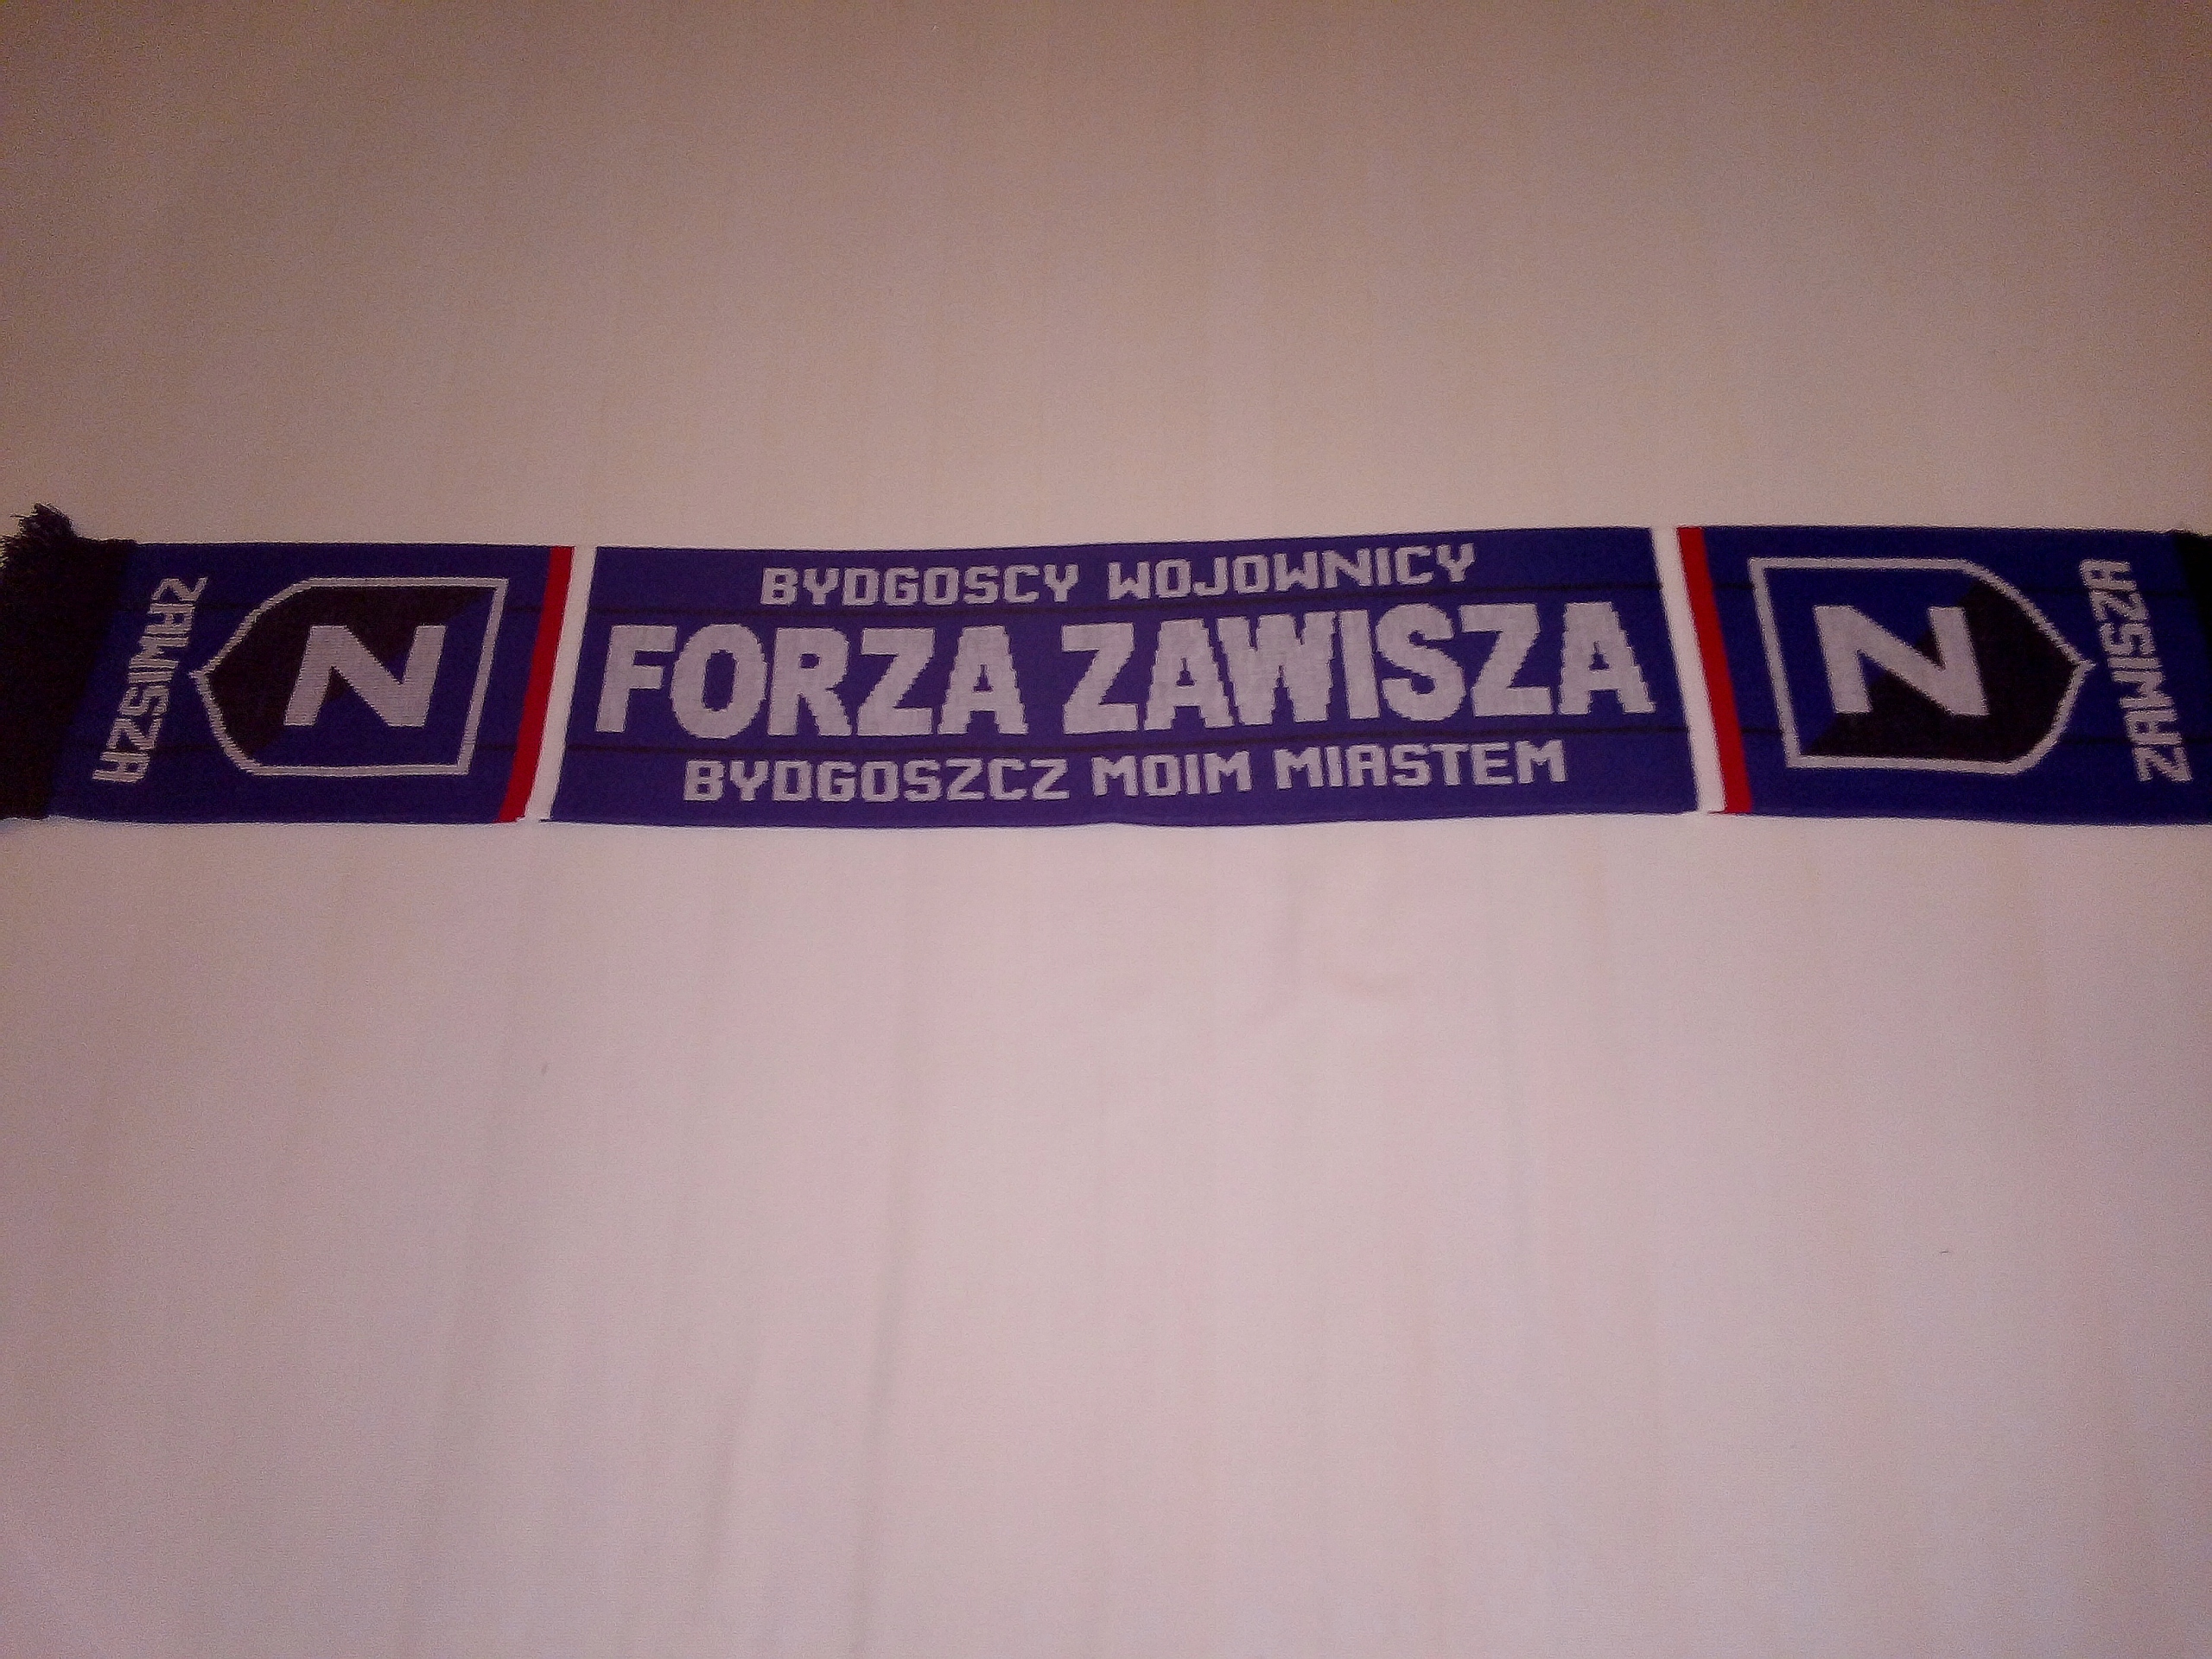 ZAWISZA
Z
BYDGOSCY WOJOWNICY
FORZA ZAWISZA
BYDGOSZCZ MOIM MIASTEM
Z
ZAWISZA